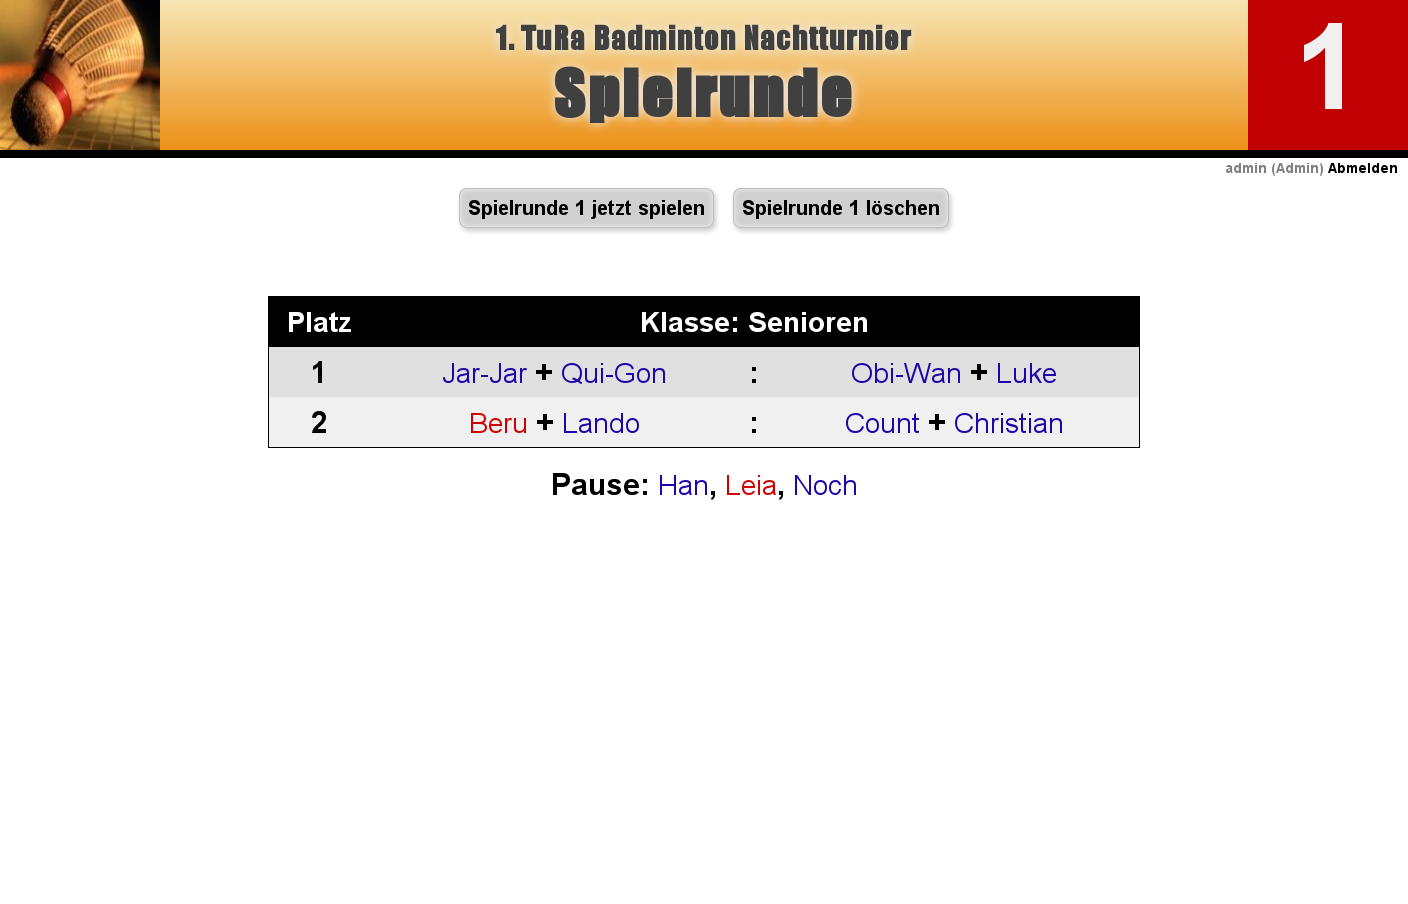 1. TuRa Badminton Nachtturnier
Spielrunde
1
admin (Admin) Abmelden
Spielrunde 1 jetzt spielen Spielrunde 1 löschen
Platz Klasse: Senioren
1 Jar-Jar + Qui-Gon : Obi-Wan + Luke
2 Beru + Lando : Count + Christian
Pause: Han, Leia, Noch